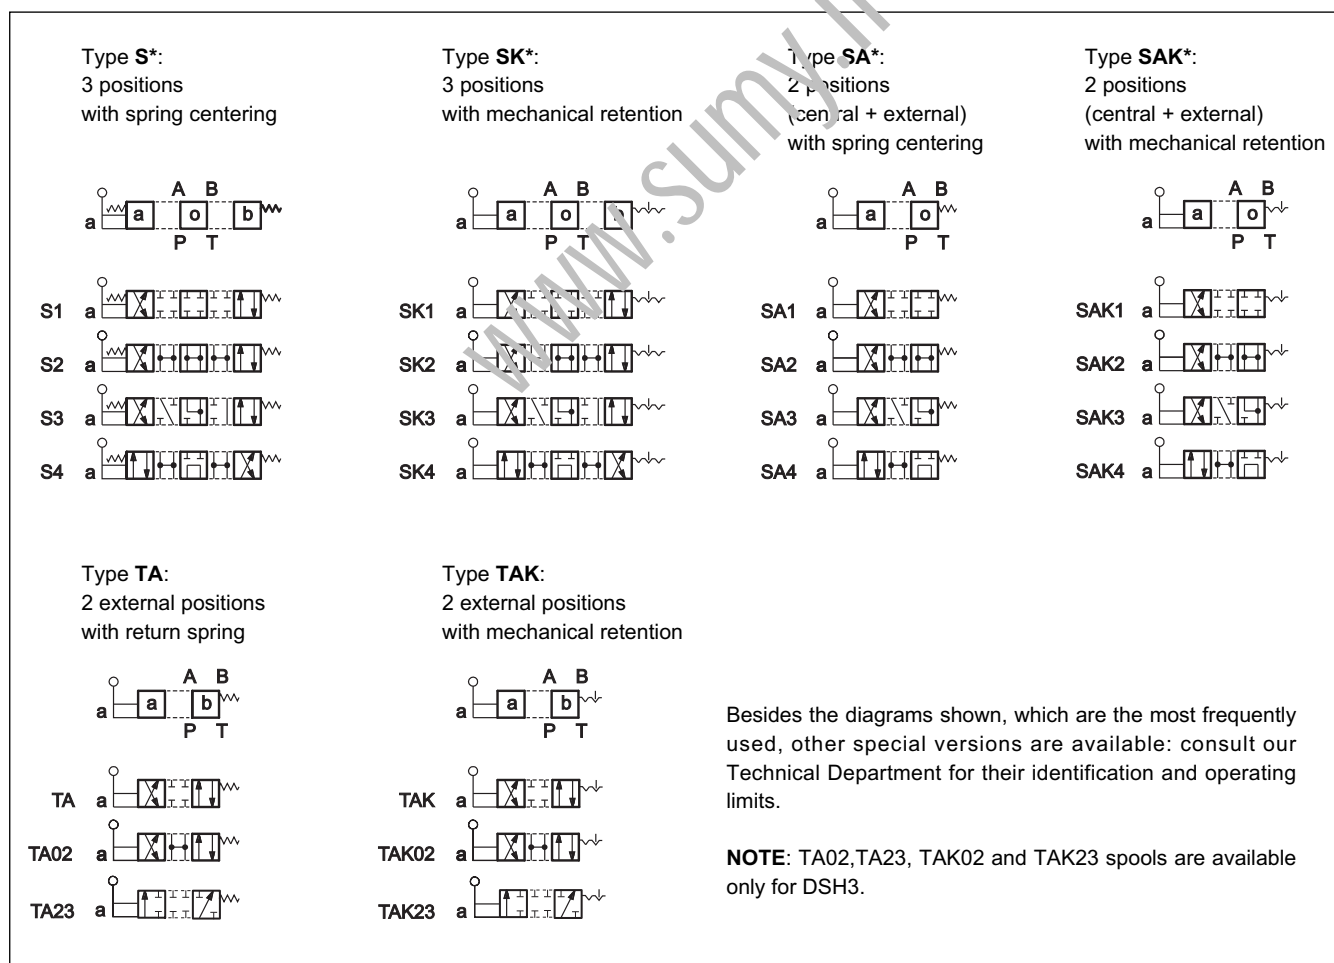 Type S*:
3 positions
with spring centering
Type SK*:
3 positions
with mechanical retention
Type SA*:
2 positions
(central + external)
with spring centering
Type SAK*:
2 positions
(central + external)
with mechanical retention
A B
a a o b
P T
A B
a a o b
P T
A B
a a o
P T
A B
a a o
P T
S1 a
SK1 a
SA1 a
SAK1 a
S2 a
SK2 a
SA2 a
SAK2 a
S3 a
SK3 a
SA3 a
SAK3 a
S4 a
SK4 a
SA4 a
SAK4 a
Type TA:
2 external positions
with return spring
Type TAK:
2 external positions
with mechanical retention
A B
a a b
P T
A B
a a b
P T
TA a
TAK a
TA02 a
TAK02 a
TA23 a
TAK23 a
Besides the diagrams shown, which are the most frequently
used, other special versions are available: consult our
Technical Department for their identification and operating
limits.
NOTE: TA02,TA23, TAK02 and TAK23 spools are available
only for DSH3.